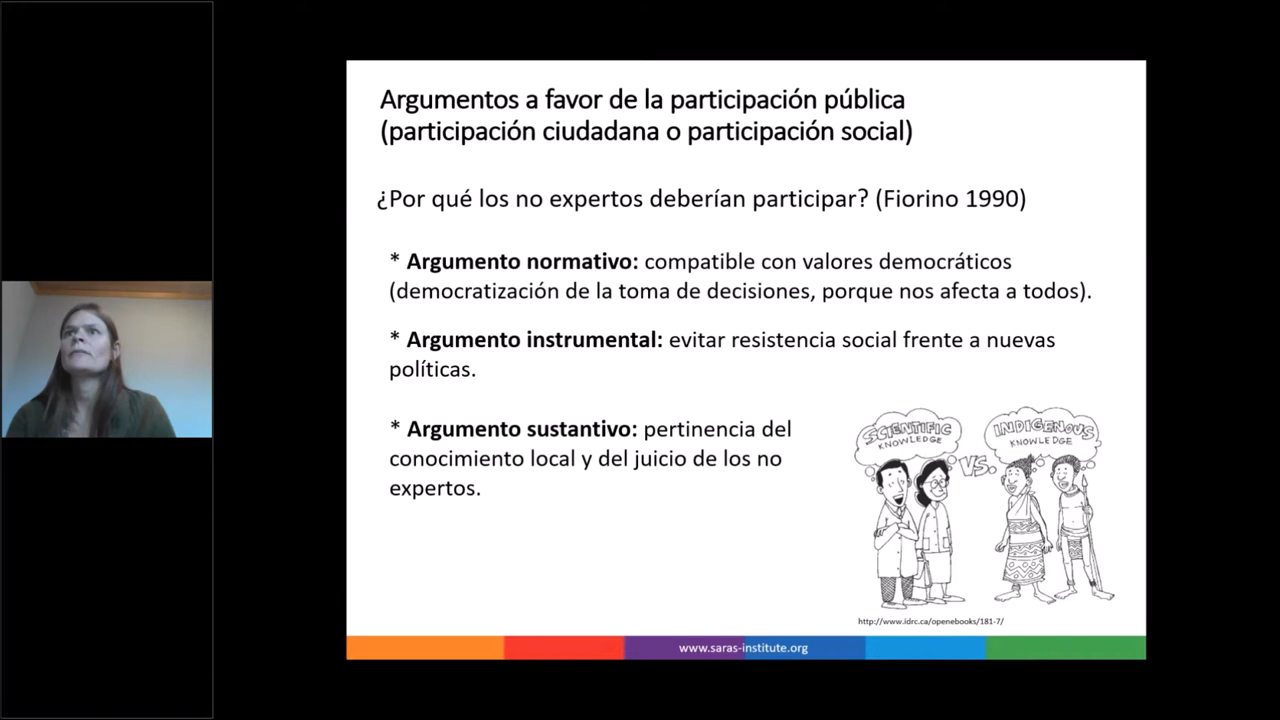 Argumentos a favor de la participación pública
(participación ciudadana o participación social)
¿Por qué los no expertos deberían participar? (Fiorino 1990)
* Argumento normativo: compatible con valores democráticos
(democratización de la toma de decisiones, porque nos afecta a todos).
* Argumento instrumental: evitar resistencia social frente a nuevas
políticas.
* Argumento sustantivo: pertinencia del
conocimiento local y del juicio de los no
expertos.
SCIENTIFIC
KNOWLEDGE
VS.
INDIGENOUS
KNOWLEDGE
http://www.idrc.ca/openebooks/181-7/
www.saras-institute.org